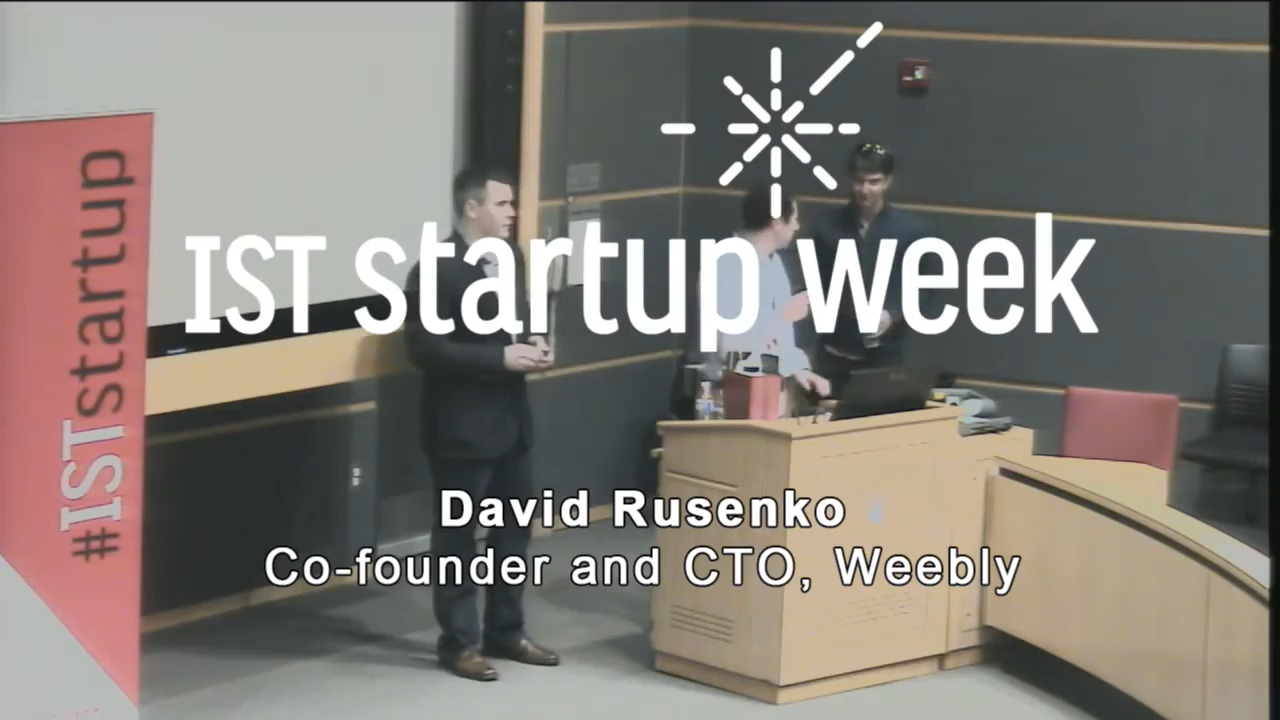 #ISTstartup
IST startup week
David Rusenko
Co-founder and CTO, Weebly